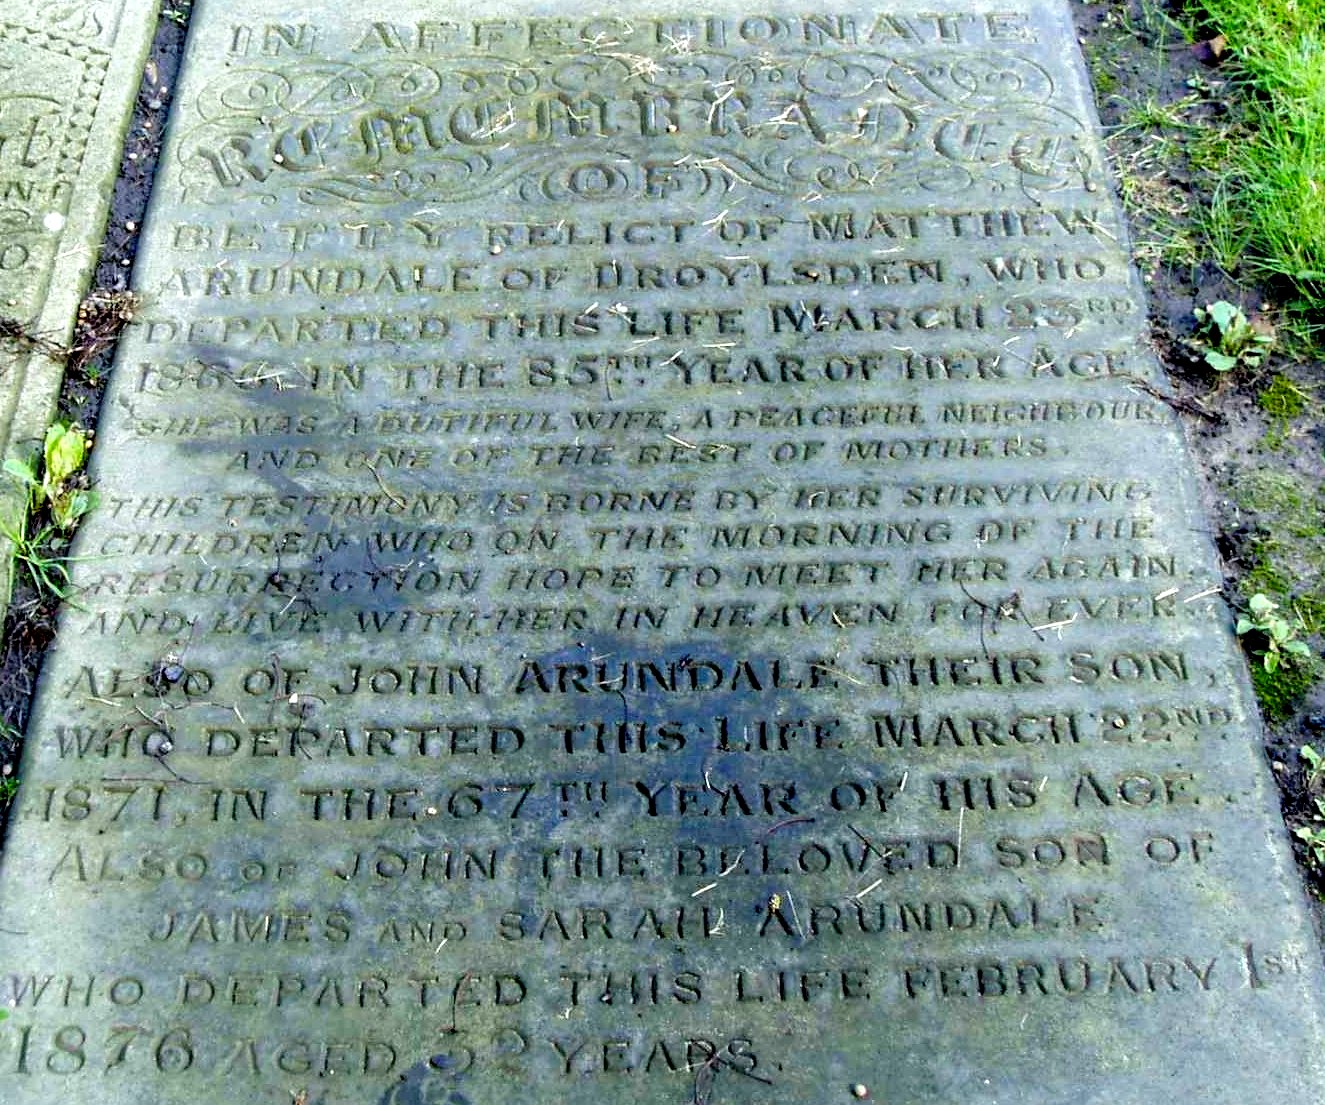 IN AFFECTIONATE
REMEMBRANCE
OF
BETTY RELICT OF MATTHEW
ARUNDALE OF DROYLSDEN, WHO
DEPARTED THIS LIFE MARCH 23RD
IN THE 85TH YEAR OF HER AGE.
SHE WAS A DUTIFUL WIFE, A PEACEFUL NEIGHBOUR,
AND ONE OF THE BEST OF MOTHERS.
THIS TESTIMONY IS BORNE BY HER SURVIVING
CHILDREN WHO ON THE MORNING OF THE
RESURRECTION HOPE TO MEET HER AGAIN,
AND LIVE WITH HER IN HEAVEN FOR EVER.
ALSO OF JOHN ARUNDALE THEIR SON,
WHO DEPARTED THIS LIFE MARCH 22ND.
1871, IN THE 67TH YEAR OF HIS AGE.
ALSO OF JOHN THE BELOVED SON OF
JAMES AND SARAH ARUNDALE
WHO DEPARTED THIS LIFE FEBRUARY 1ST
1876 AGED 32 YEARS.